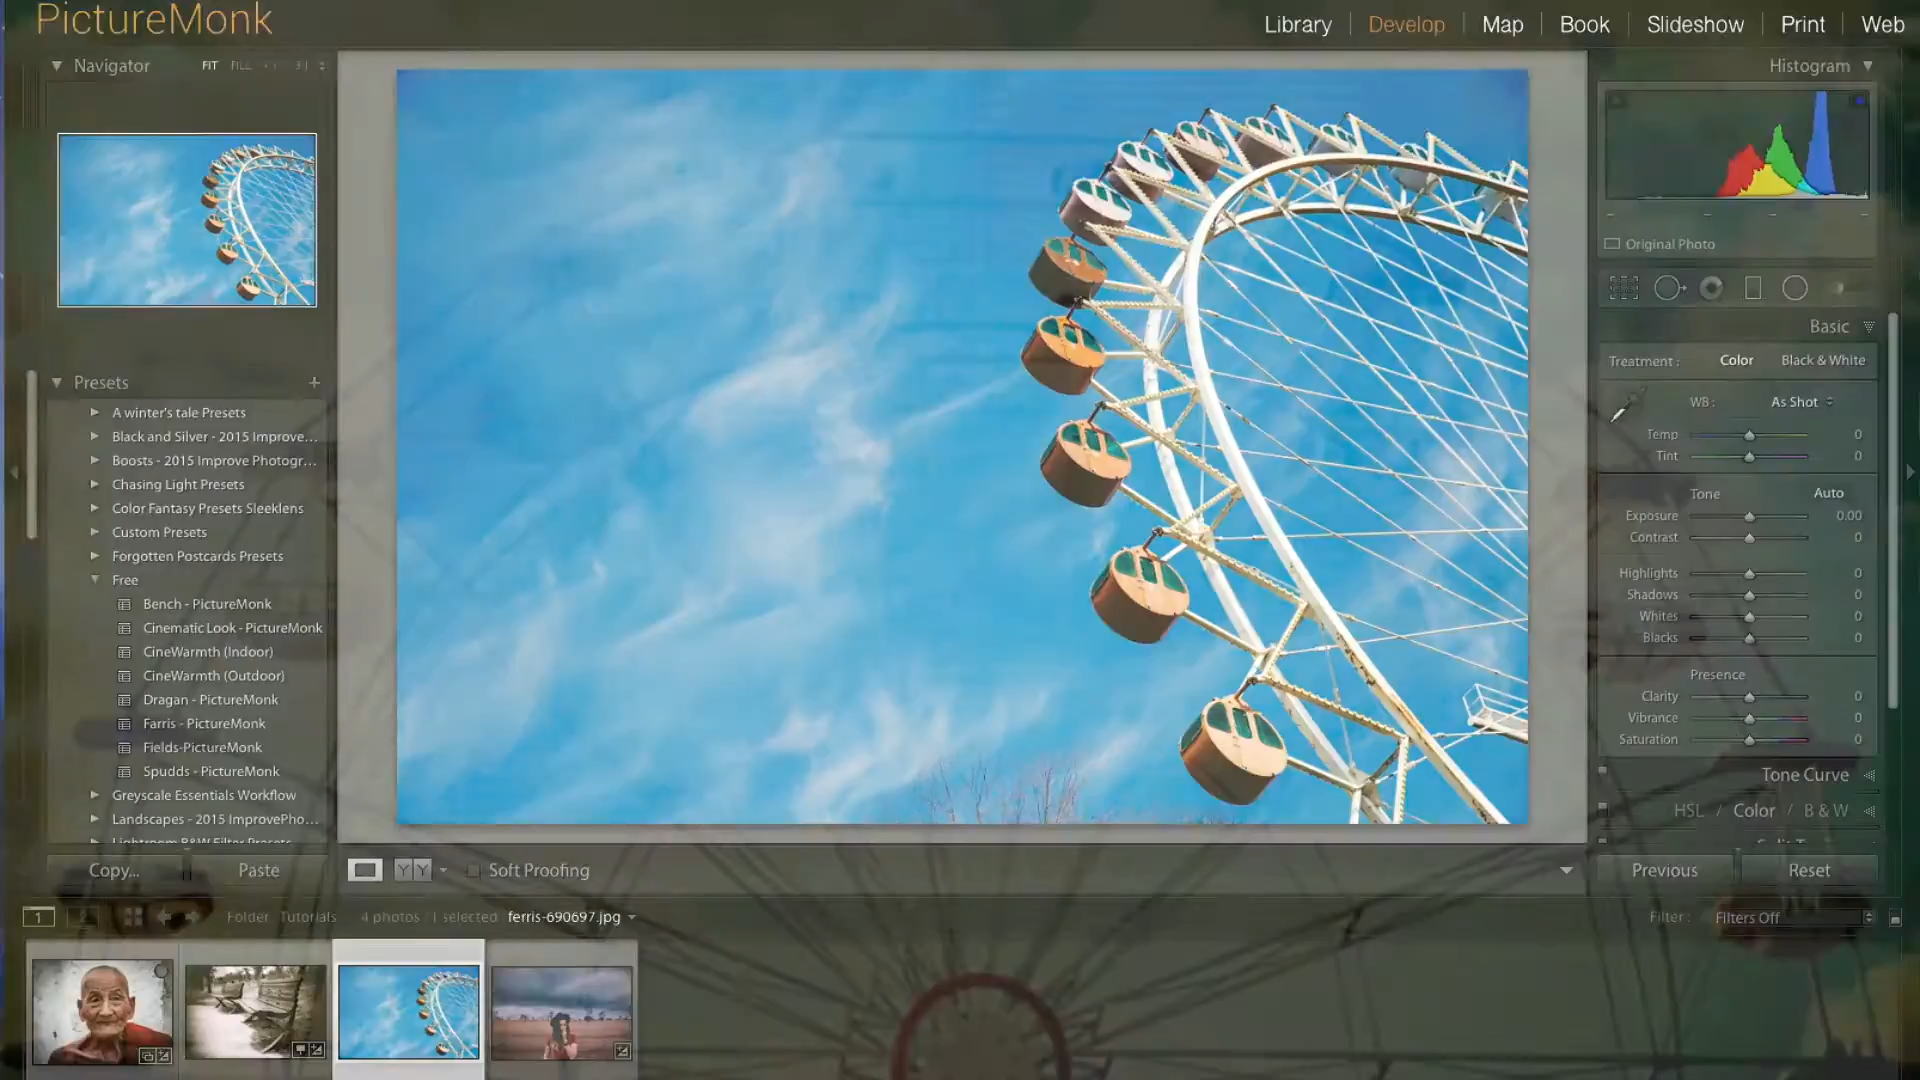 PictureMonk
Library Develop Map Book Slideshow Print Web
Navigator FIT FILL
Histogram
Original Photo
Basic
Treatment : Color Black & White
WB : As Shot
Temp 0
Tint 0
Tone Auto
Exposure 0.00
Contrast 0
Highlights 0
Shadows 0
Whites 0
Blacks 0
Presence
Clarity 0
Vibrance 0
Saturation 0
Tone Curve
HSL / Color / B & W
Presets +
A winter's tale Presets
Black and Silver - 2015 Improve...
Boosts - 2015 Improve Photogr...
Chasing Light Presets
Color Fantasy Presets Sleeklens
Custom Presets
Forgotten Postcards Presets
Free
Bench - PictureMonk
Cinematic Look - PictureMonk
CineWarmth (Indoor)
CineWarmth (Outdoor)
Dragan - PictureMonk
Farris - PictureMonk
Fields-PictureMonk
Spudds - PictureMonk
Greyscale Essentials Workflow
Landscapes - 2015 ImprovePho...
Copy... Paste
YY Soft Proofing
Previous Reset
1 2 Folder Tutorials 4 photos 1 selected ferris-690697.jpg
Filter : Filters Off